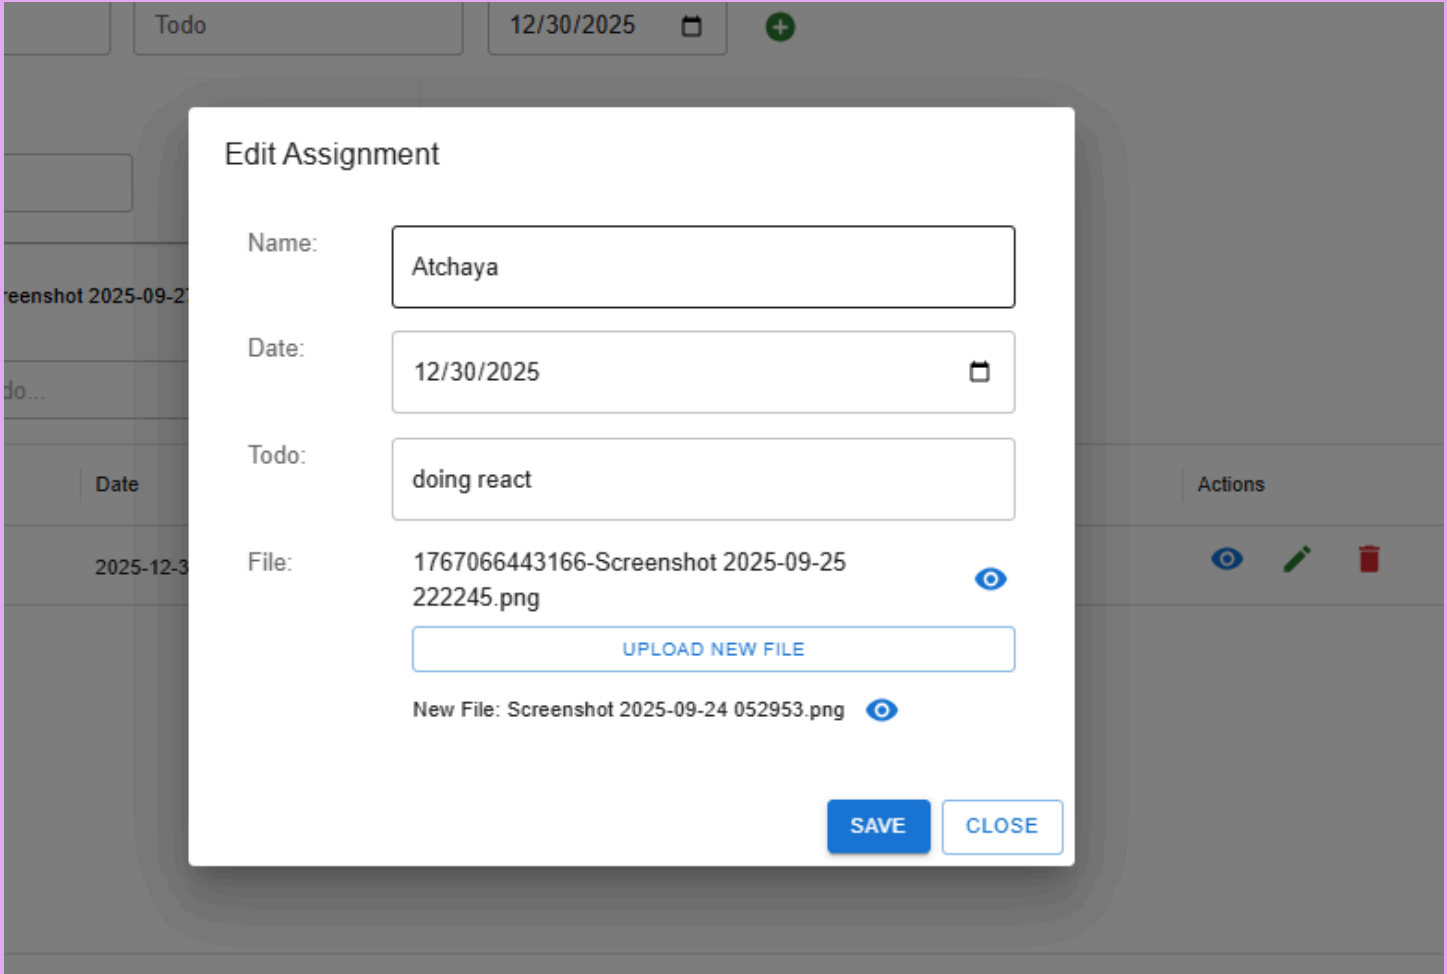 Todo
12/30/2025
Edit Assignment
Name:
Atchaya
reenshot 2025-09-27
Date:
12/30/2025
do...
Todo:
doing react
Date
Actions
File:
1767066443166-Screenshot 2025-09-25
222245.png
2025-12-3
UPLOAD NEW FILE
New File: Screenshot 2025-09-24 052953.png
SAVE
CLOSE